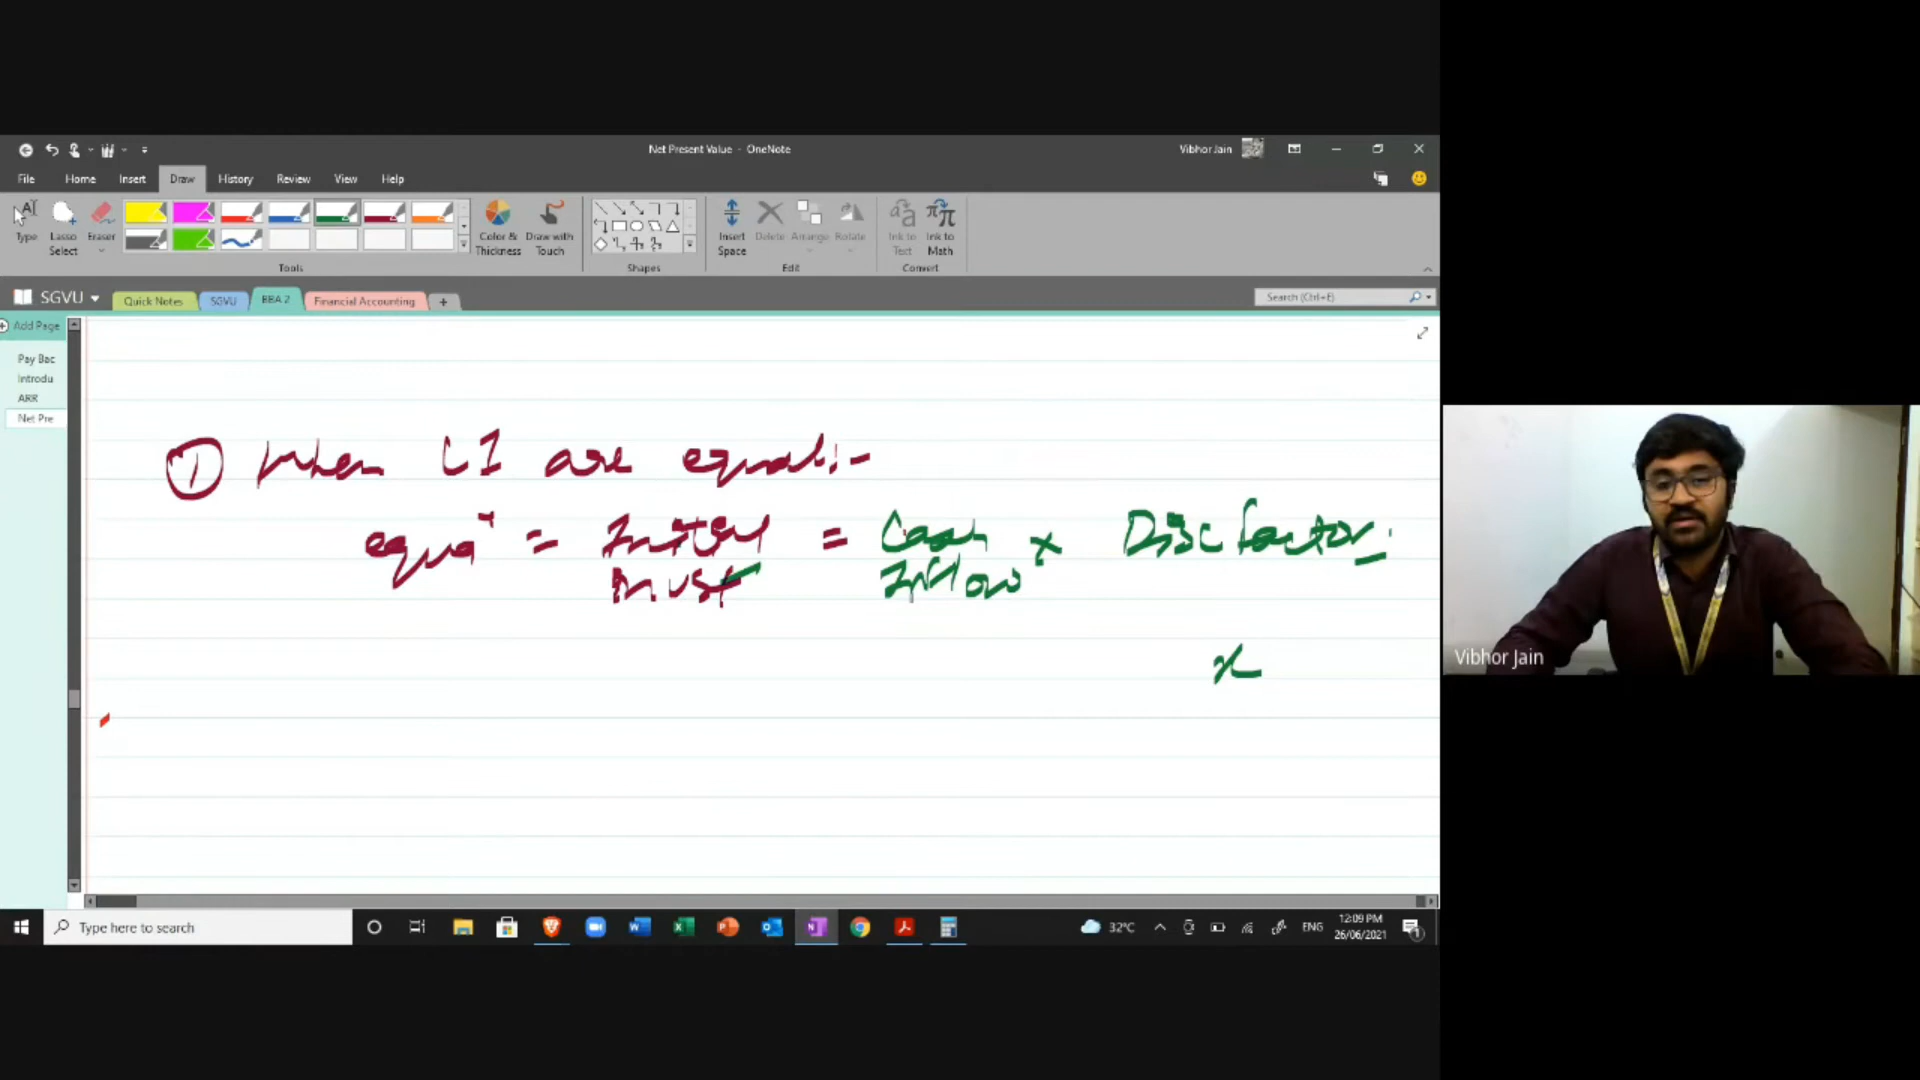 Net Present Value - OneNote
Vibhor Jain
File Home Insert Draw History Review View Help
Type
Lasso Select
Eraser
Color & Thickness
Draw with Touch
Insert Space
Delete
Arrange
Rotate
Ink to Text
Ink to Math
Tools
Shapes
Edit
Convert
SGVU
Quick Notes
SGVU
BBA 2
Financial Accounting
Search (Ctrl+E)
Add Page
Pay Bac
Introdu
ARR
Net Pre
① When CI are equal:-
equaⁿ = Initial = Cash × Disc factor.
Invst Inflow
x
Vibhor Jain
Type here to search
32°C
ENG
12:09 PM
26/06/2021